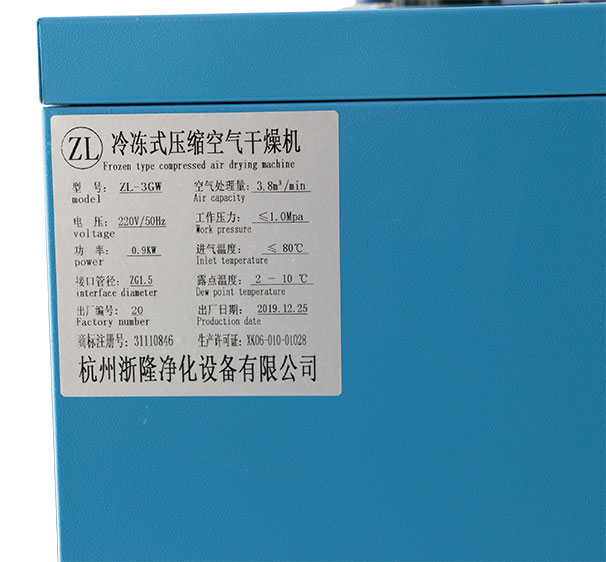 ZL 冷冻式压缩空气干燥机
Frozen type compressed air drying machine
型 号: ZL-3GW 空气处理量: 3.8m³/min
model Air capacity
电 压: 220V/50Hz 工作压力: ≤1.0Mpa
voltage Work pressure
功 率: 0.9KW 进气温度: ≤ 80℃
power Inlet temperature
接口管径: ZG1.5 露点温度: 2 - 10 ℃
interface diameter Dew point temperature
出厂编号: 20 出厂日期: 2019.12.25
Factory number Production date
商标注册号: 31110846 生产许可证: XK06-010-01028
杭州浙隆净化设备有限公司